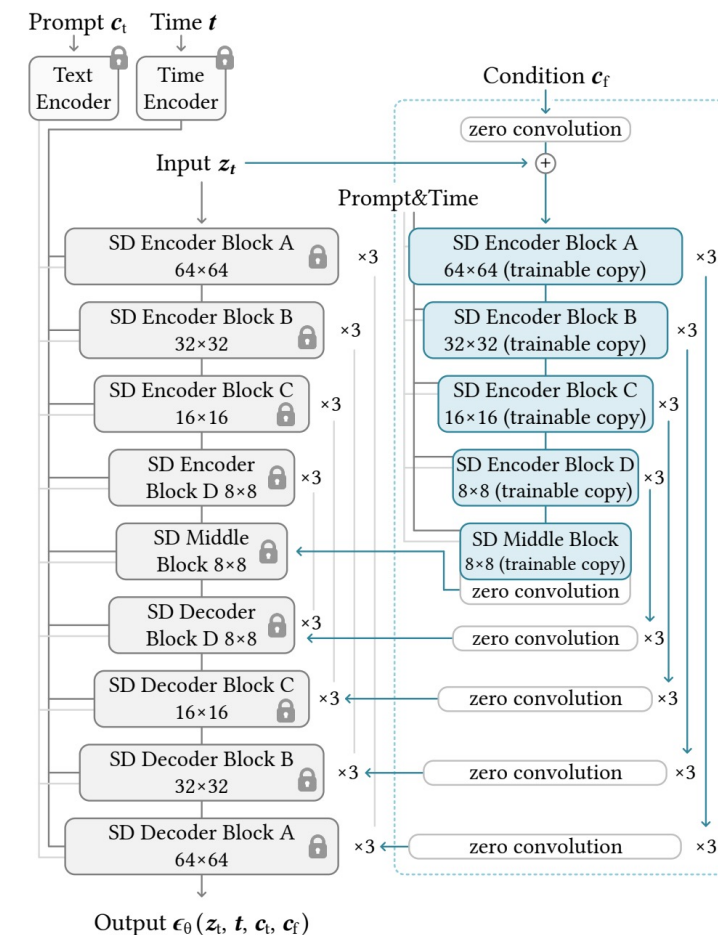 Prompt cₜ
Time t
Text
Encoder
Time
Encoder
Input zₜ
SD Encoder Block A
64×64
×3
SD Encoder Block B
32×32
×3
SD Encoder Block C
16×16
×3
SD Encoder
Block D 8×8
×3
SD Middle
Block 8×8
SD Decoder
Block D 8×8
×3
SD Decoder Block C
16×16
×3
SD Decoder Block B
32×32
×3
SD Decoder Block A
64×64
×3
Output ϵθ(zₜ, t, cₜ, c_f)
Condition c_f
zero convolution
+
Prompt&Time
SD Encoder Block A
64×64 (trainable copy)
×3
SD Encoder Block B
32×32 (trainable copy)
×3
SD Encoder Block C
16×16 (trainable copy)
×3
SD Encoder Block D
8×8 (trainable copy)
×3
SD Middle Block
8×8 (trainable copy)
zero convolution
zero convolution
×3
zero convolution
×3
zero convolution
×3
zero convolution
×3